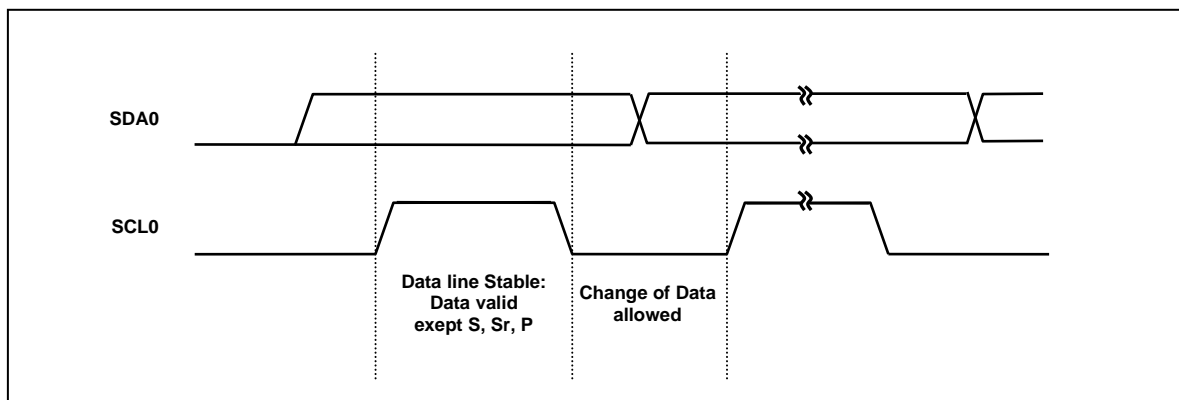 SDA0
SCL0
Data line Stable:
Data valid
exept S, Sr, P
Change of Data
allowed